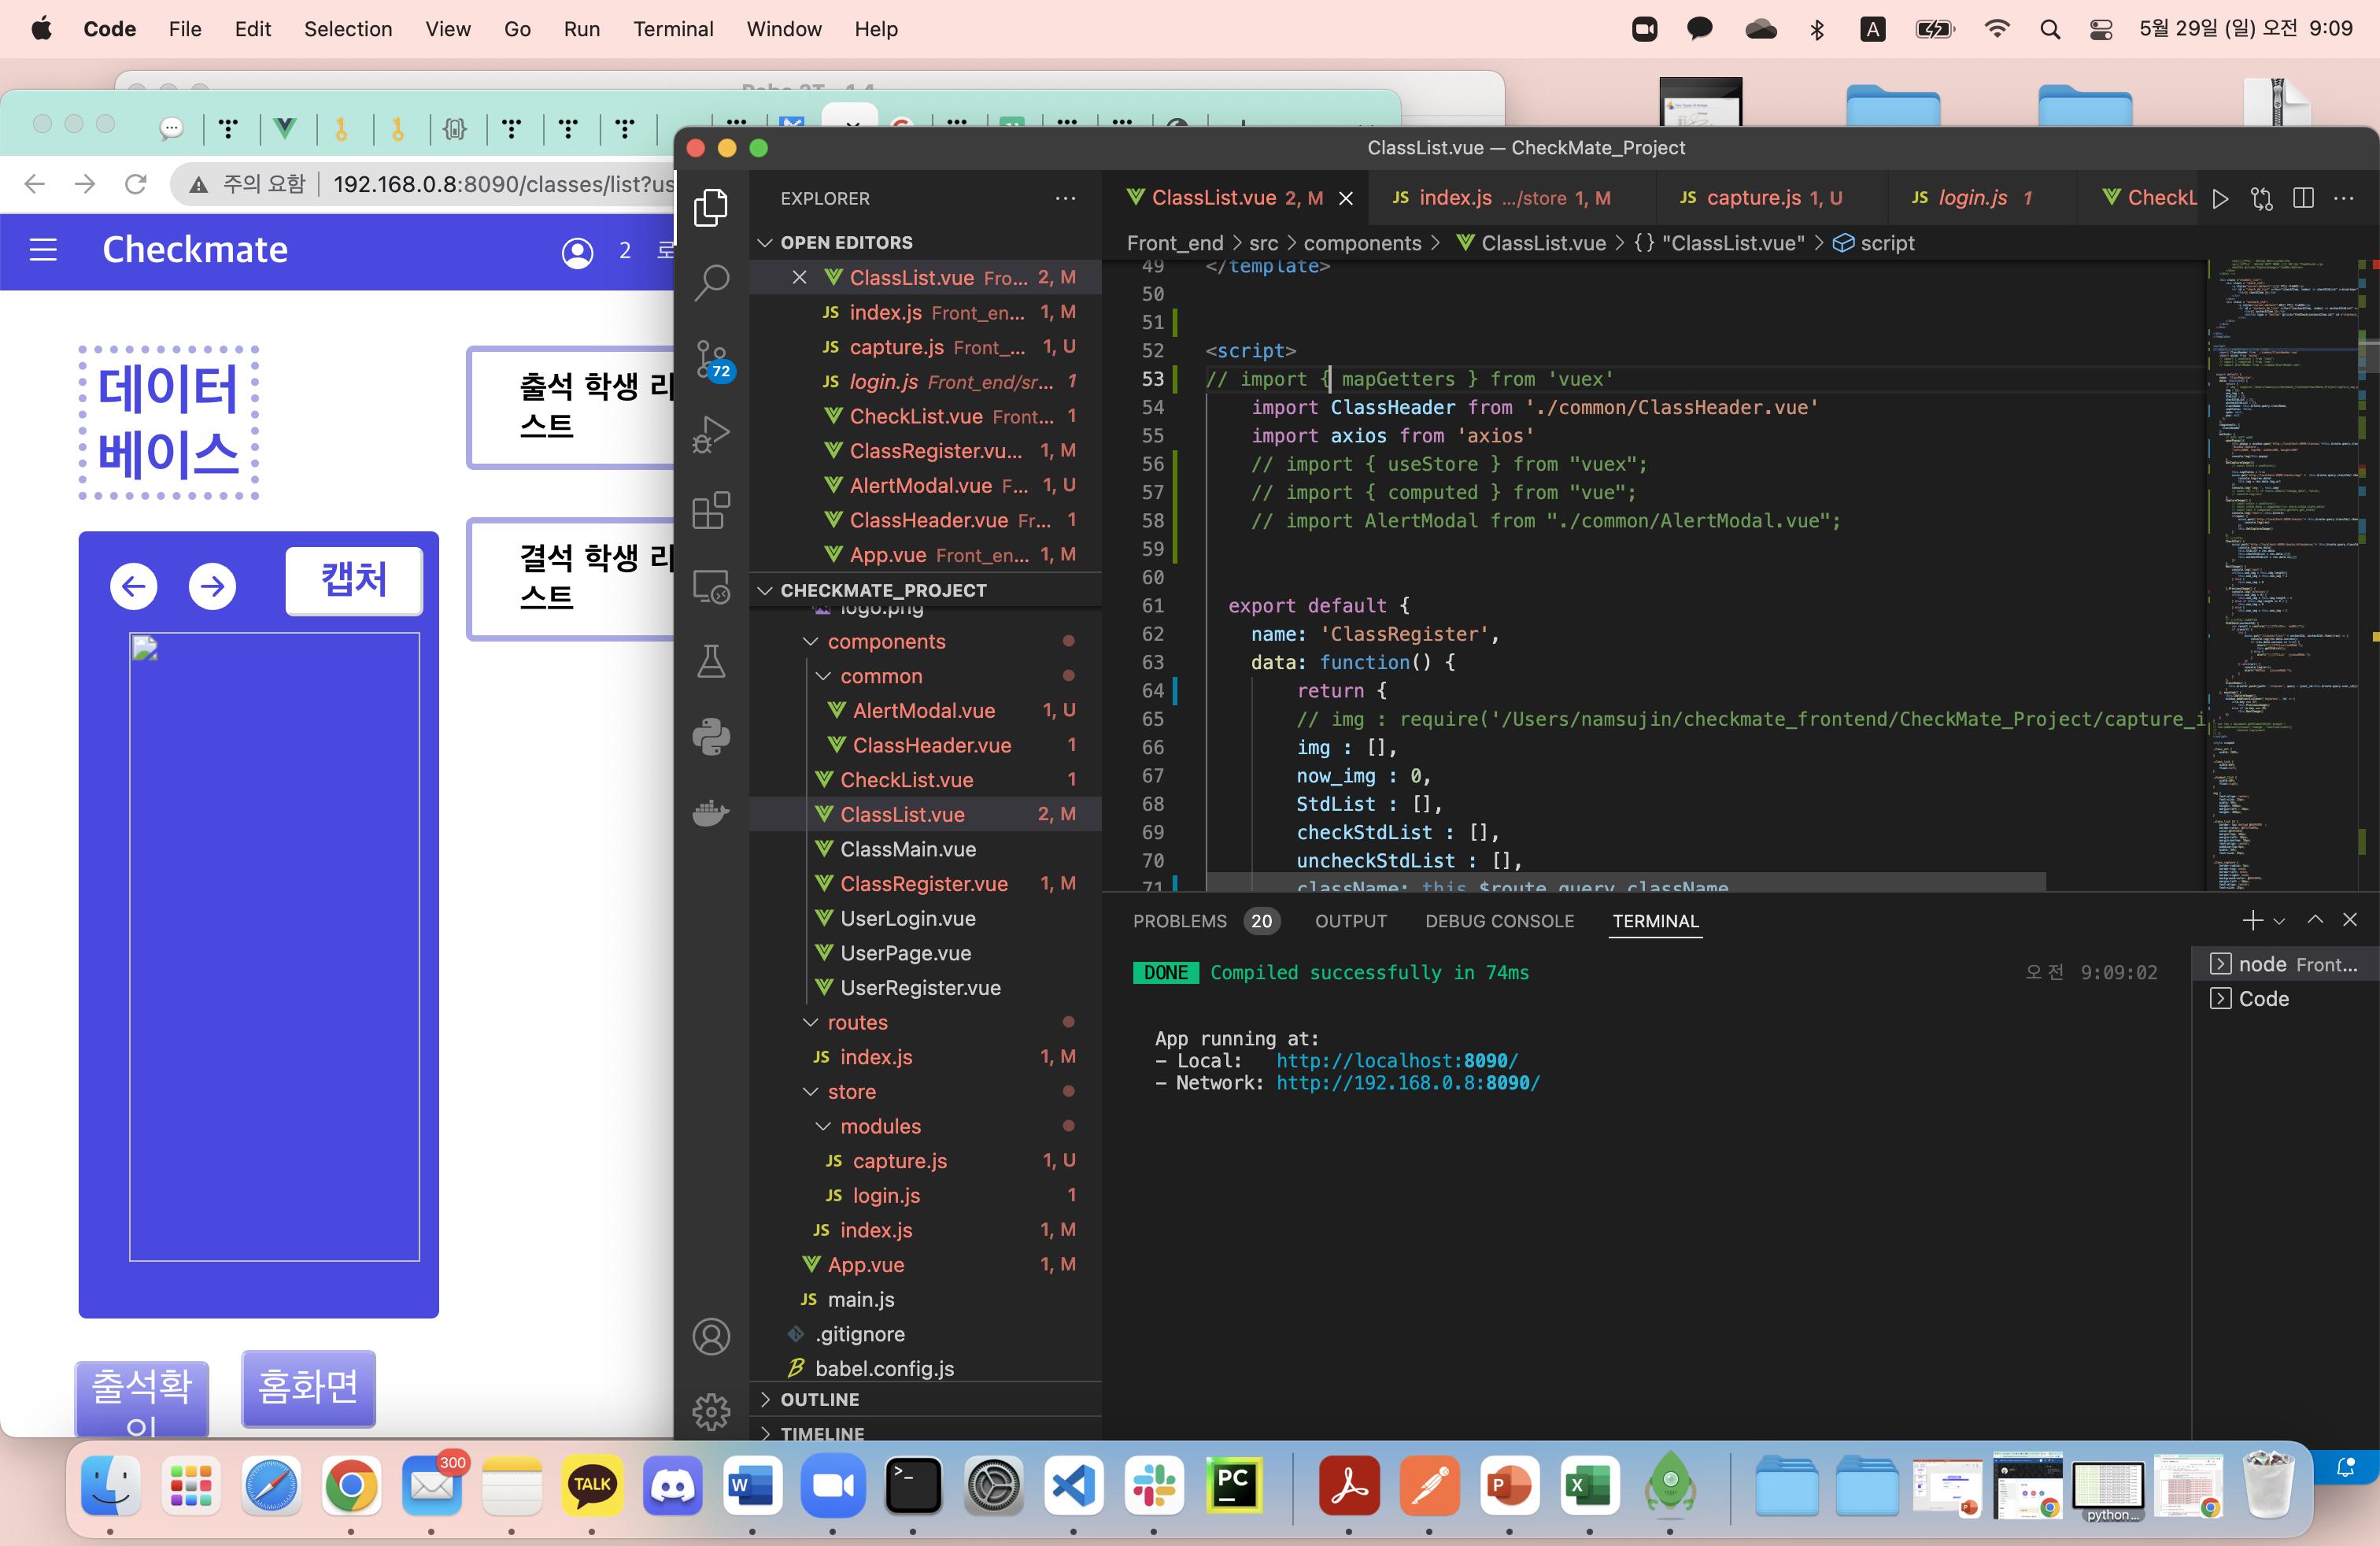 Code File Edit Selection View Go Run Terminal Window Help
A
5월 29일 (일) 오전 9:09
주의 요함
192.168.0.8:8090/classes/list?us
Checkmate
2
데이터
베이스
출석 학생 리
스트
결석 학생 리
스트
캡처
출석확
인
홈화면
ClassList.vue — CheckMate_Project
72
EXPLORER
OPEN EDITORS
ClassList.vue Fro... 2, M
JS index.js Front_en... 1, M
JS capture.js Front_... 1, U
JS login.js Front_end/sr... 1
CheckList.vue Front... 1
ClassRegister.vu... 1, M
AlertModal.vue F... 1, U
ClassHeader.vue Fr... 1
App.vue Front_en... 1, M
CHECKMATE_PROJECT
logo.png
components
common
AlertModal.vue 1, U
ClassHeader.vue 1
CheckList.vue 1
ClassList.vue 2, M
ClassMain.vue
ClassRegister.vue 1, M
UserLogin.vue
UserPage.vue
UserRegister.vue
routes
JS index.js 1, M
store
modules
JS capture.js 1, U
JS login.js 1
JS index.js 1, M
App.vue 1, M
JS main.js
.gitignore
babel.config.js
OUTLINE
TIMELINE
ClassList.vue 2, M
JS index.js .../store 1, M
JS capture.js 1, U
JS login.js 1
CheckL
Front_end > src > components > ClassList.vue > {} "ClassList.vue" > script
49 </template>
50
51
52 <script>
53 // import { mapGetters } from 'vuex'
54 import ClassHeader from './common/ClassHeader.vue'
55 import axios from 'axios'
56 // import { useStore } from "vuex";
57 // import { computed } from "vue";
58 // import AlertModal from "./common/AlertModal.vue";
59
60
61 export default {
62 name: 'ClassRegister',
63 data: function() {
64 return {
65 // img : require('/Users/namsujin/checkmate_frontend/CheckMate_Project/capture_i
66 img : [],
67 now_img : 0,
68 StdList : [],
69 checkStdList : [],
70 uncheckStdList : [],
71 className: this.$route.query.className
PROBLEMS 20 OUTPUT DEBUG CONSOLE TERMINAL
DONE Compiled successfully in 74ms
오전 9:09:02
App running at:
- Local: http://localhost:8090/
- Network: http://192.168.0.8:8090/
node Front...
Code
300
TALK
W
PC
P
X
python...